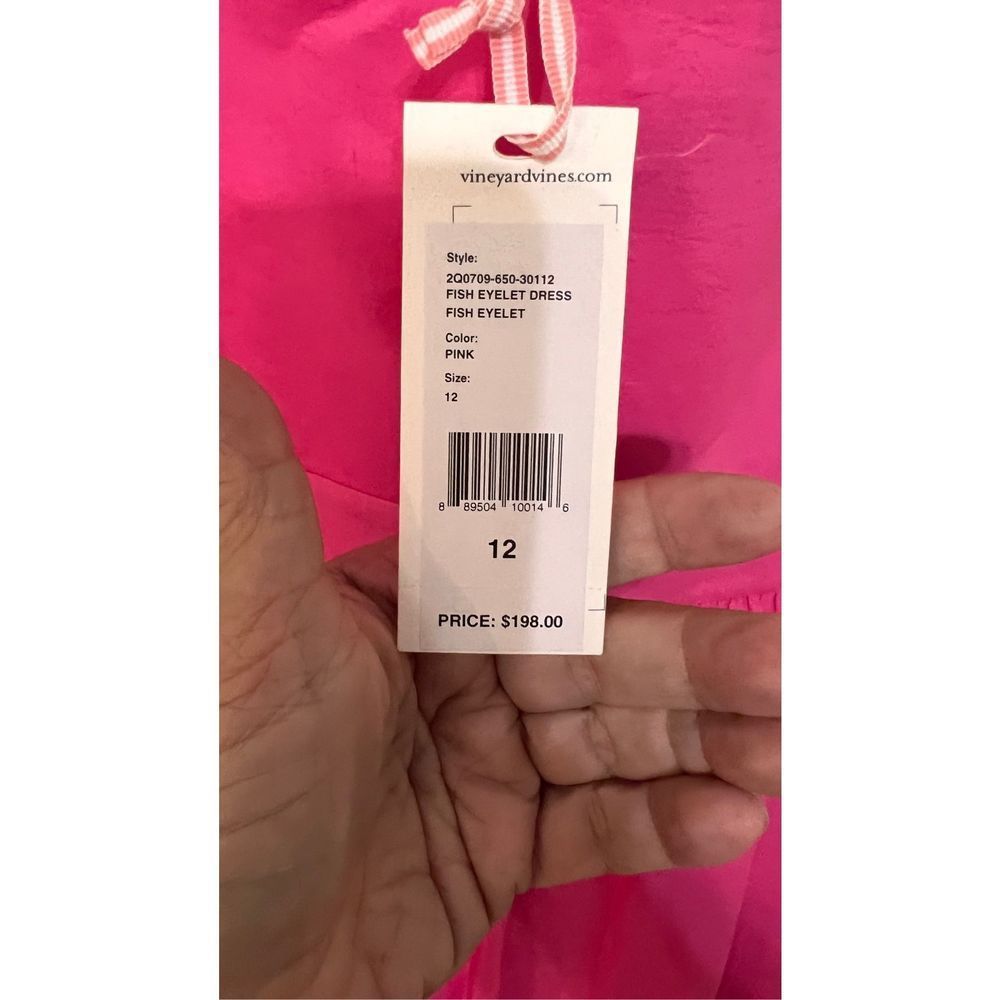 vineyardvines.com
Style:
2Q0709-650-30112
FISH EYELET DRESS
FISH EYELET
Color:
PINK
Size:
12
8 89504 10014 6
12
PRICE: $198.00